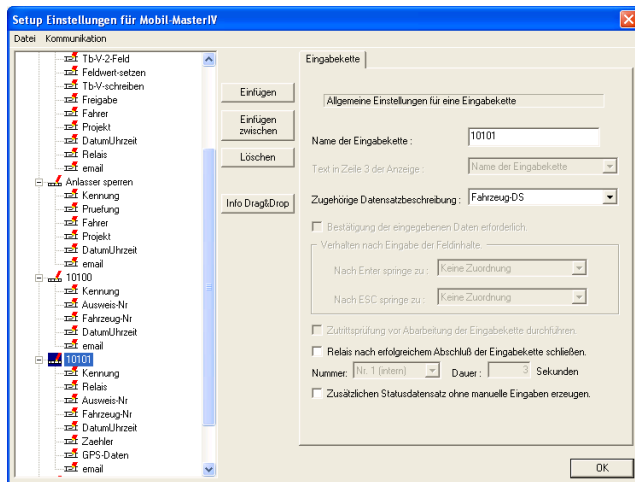 Setup Einstellungen für Mobil-MasterIV
Datei Kommunikation
Tb-V-2-Feld
Feldwert-setzen
Tb-V-schreiben
Freigabe
Fahrer
Projekt
DatumUhrzeit
Relais
email
Anlasser sperren
Kennung
Pruefung
Fahrer
Projekt
DatumUhrzeit
email
10100
Kennung
Ausweis-Nr
Fahrzeug-Nr
DatumUhrzeit
email
10101
Kennung
Relais
Ausweis-Nr
Fahrzeug-Nr
DatumUhrzeit
Zaehler
GPS-Daten
email
Einfügen
Einfügen
zwischen
Löschen
Info Drag&Drop
Eingabekette
Allgemeine Einstellungen für eine Eingabekette
Name der Eingabekette : 10101
Text in Zeile 3 der Anzeige : Name der Eingabekette
Zugehörige Datensatzbeschreibung : Fahrzeug-DS
Bestätigung der eingegebenen Daten erforderlich.
Verhalten nach Eingabe der Feldinhalte.
Nach Enter springe zu : Keine Zuordnung
Nach ESC springe zu : Keine Zuordnung
Zutrittsprüfung vor Abarbeitung der Eingabekette durchführen.
Relais nach erfolgreichem Abschluß der Eingabekette schließen.
Nummer: Nr. 1 (intern) Dauer : 3 Sekunden
Zusätzlichen Statusdatensatz ohne manuelle Eingaben erzeugen.
OK